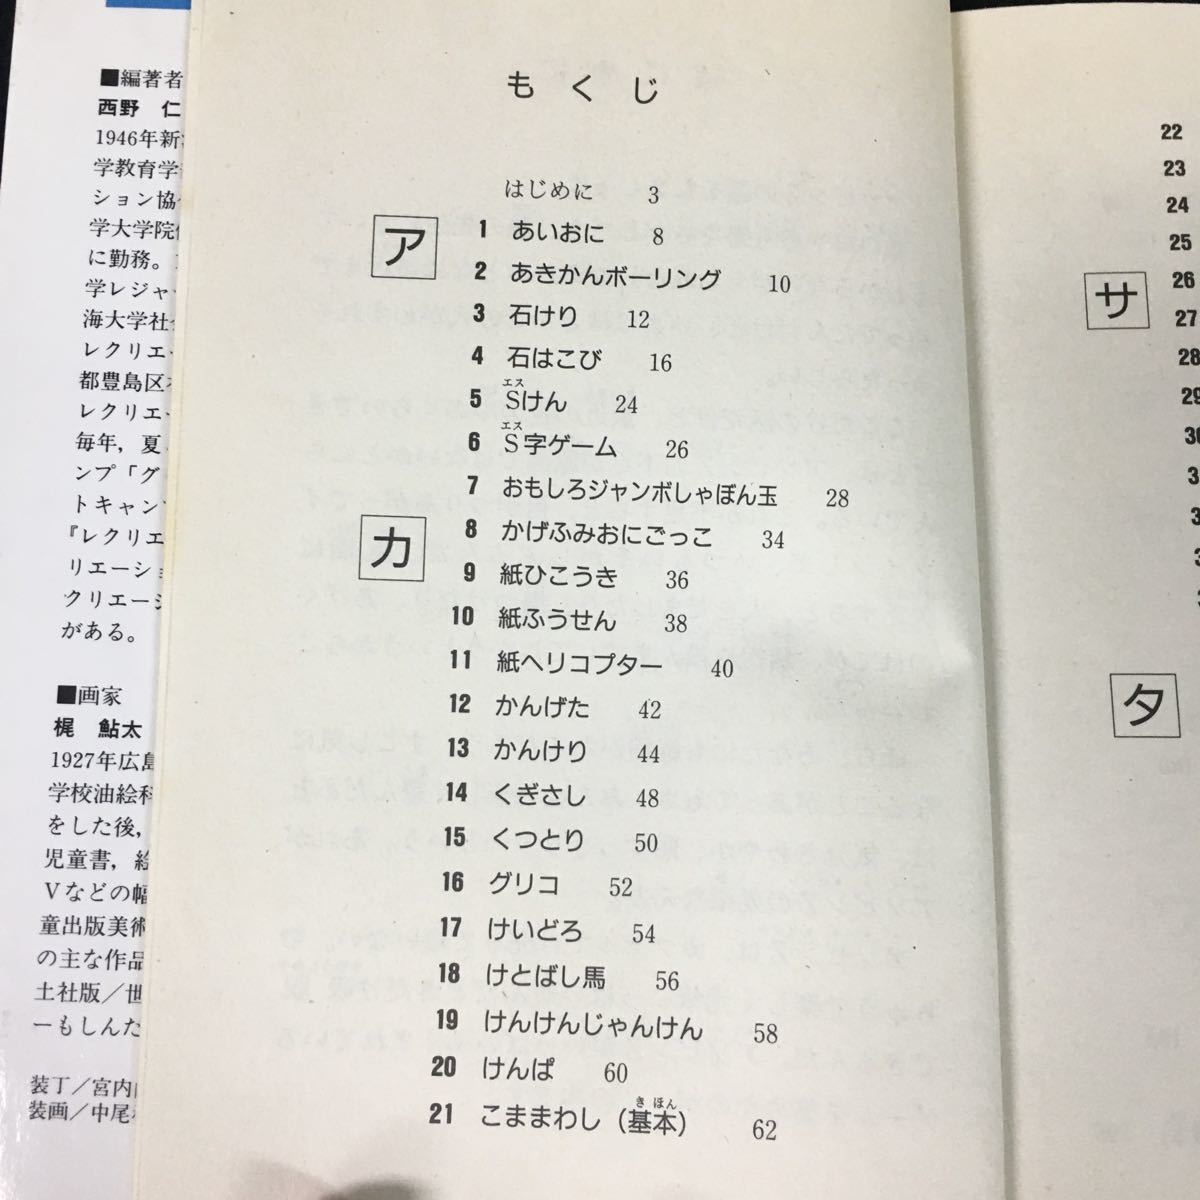 ■編著者
西野 仁
1946年新
学教育学
ション協
学大学院
に勤務。
学レジャー
海大学社
レクリエー
都豊島区
レクリエー
毎年，夏
ンプ「グ
トキャン
『レクリエ
リエーショ
クリエー
がある。
■画家
梶 鮎太
1927年広島
学校油絵科
をした後，
児童書，絵
Ｖなどの幅
童出版美術
の主な作品
土社版／世
ーもしんた
装丁／宮内
装画／中尾
もくじ
はじめに 3
ア
1 あいおに 8
2 あきかんボーリング 10
3 石けり 12
4 石はこび 16
エス
5 Sけん 24
エス
6 S字ゲーム 26
7 おもしろジャンボしゃぼん玉 28
カ
8 かげふみおにごっこ 34
9 紙ひこうき 36
10 紙ふうせん 38
11 紙ヘリコプター 40
12 かんげた 42
13 かんけり 44
14 くぎさし 48
15 くつとり 50
16 グリコ 52
17 けいどろ 54
18 けとばし馬 56
19 けんけんじゃんけん 58
20 けんぱ 60
きほん
21 こままわし（基本） 62
22
23
24
25
サ
26
27
28
29
30
タ